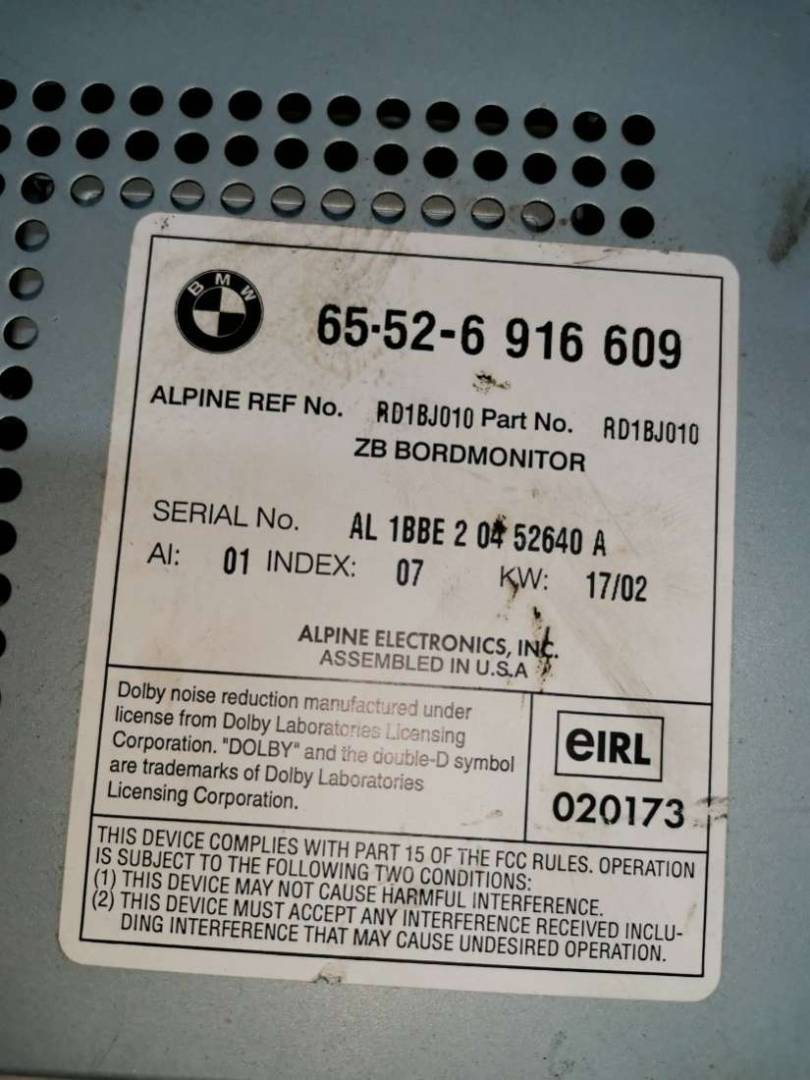 BMW
65-52-6 916 609
ALPINE REF No. RD1BJ010 Part No. RD1BJ010
ZB BORDMONITOR
SERIAL No. AL 1BBE 2 04 52640 A
AI: 01 INDEX: 07 KW: 17/02
ALPINE ELECTRONICS, INC.
ASSEMBLED IN U.S.A
Dolby noise reduction manufactured under
license from Dolby Laboratories Licensing
Corporation. "DOLBY" and the double-D symbol
are trademarks of Dolby Laboratories
Licensing Corporation.
eIRL
020173
THIS DEVICE COMPLIES WITH PART 15 OF THE FCC RULES. OPERATION
IS SUBJECT TO THE FOLLOWING TWO CONDITIONS:
(1) THIS DEVICE MAY NOT CAUSE HARMFUL INTERFERENCE.
(2) THIS DEVICE MUST ACCEPT ANY INTERFERENCE RECEIVED INCLU-
DING INTERFERENCE THAT MAY CAUSE UNDESIRED OPERATION.